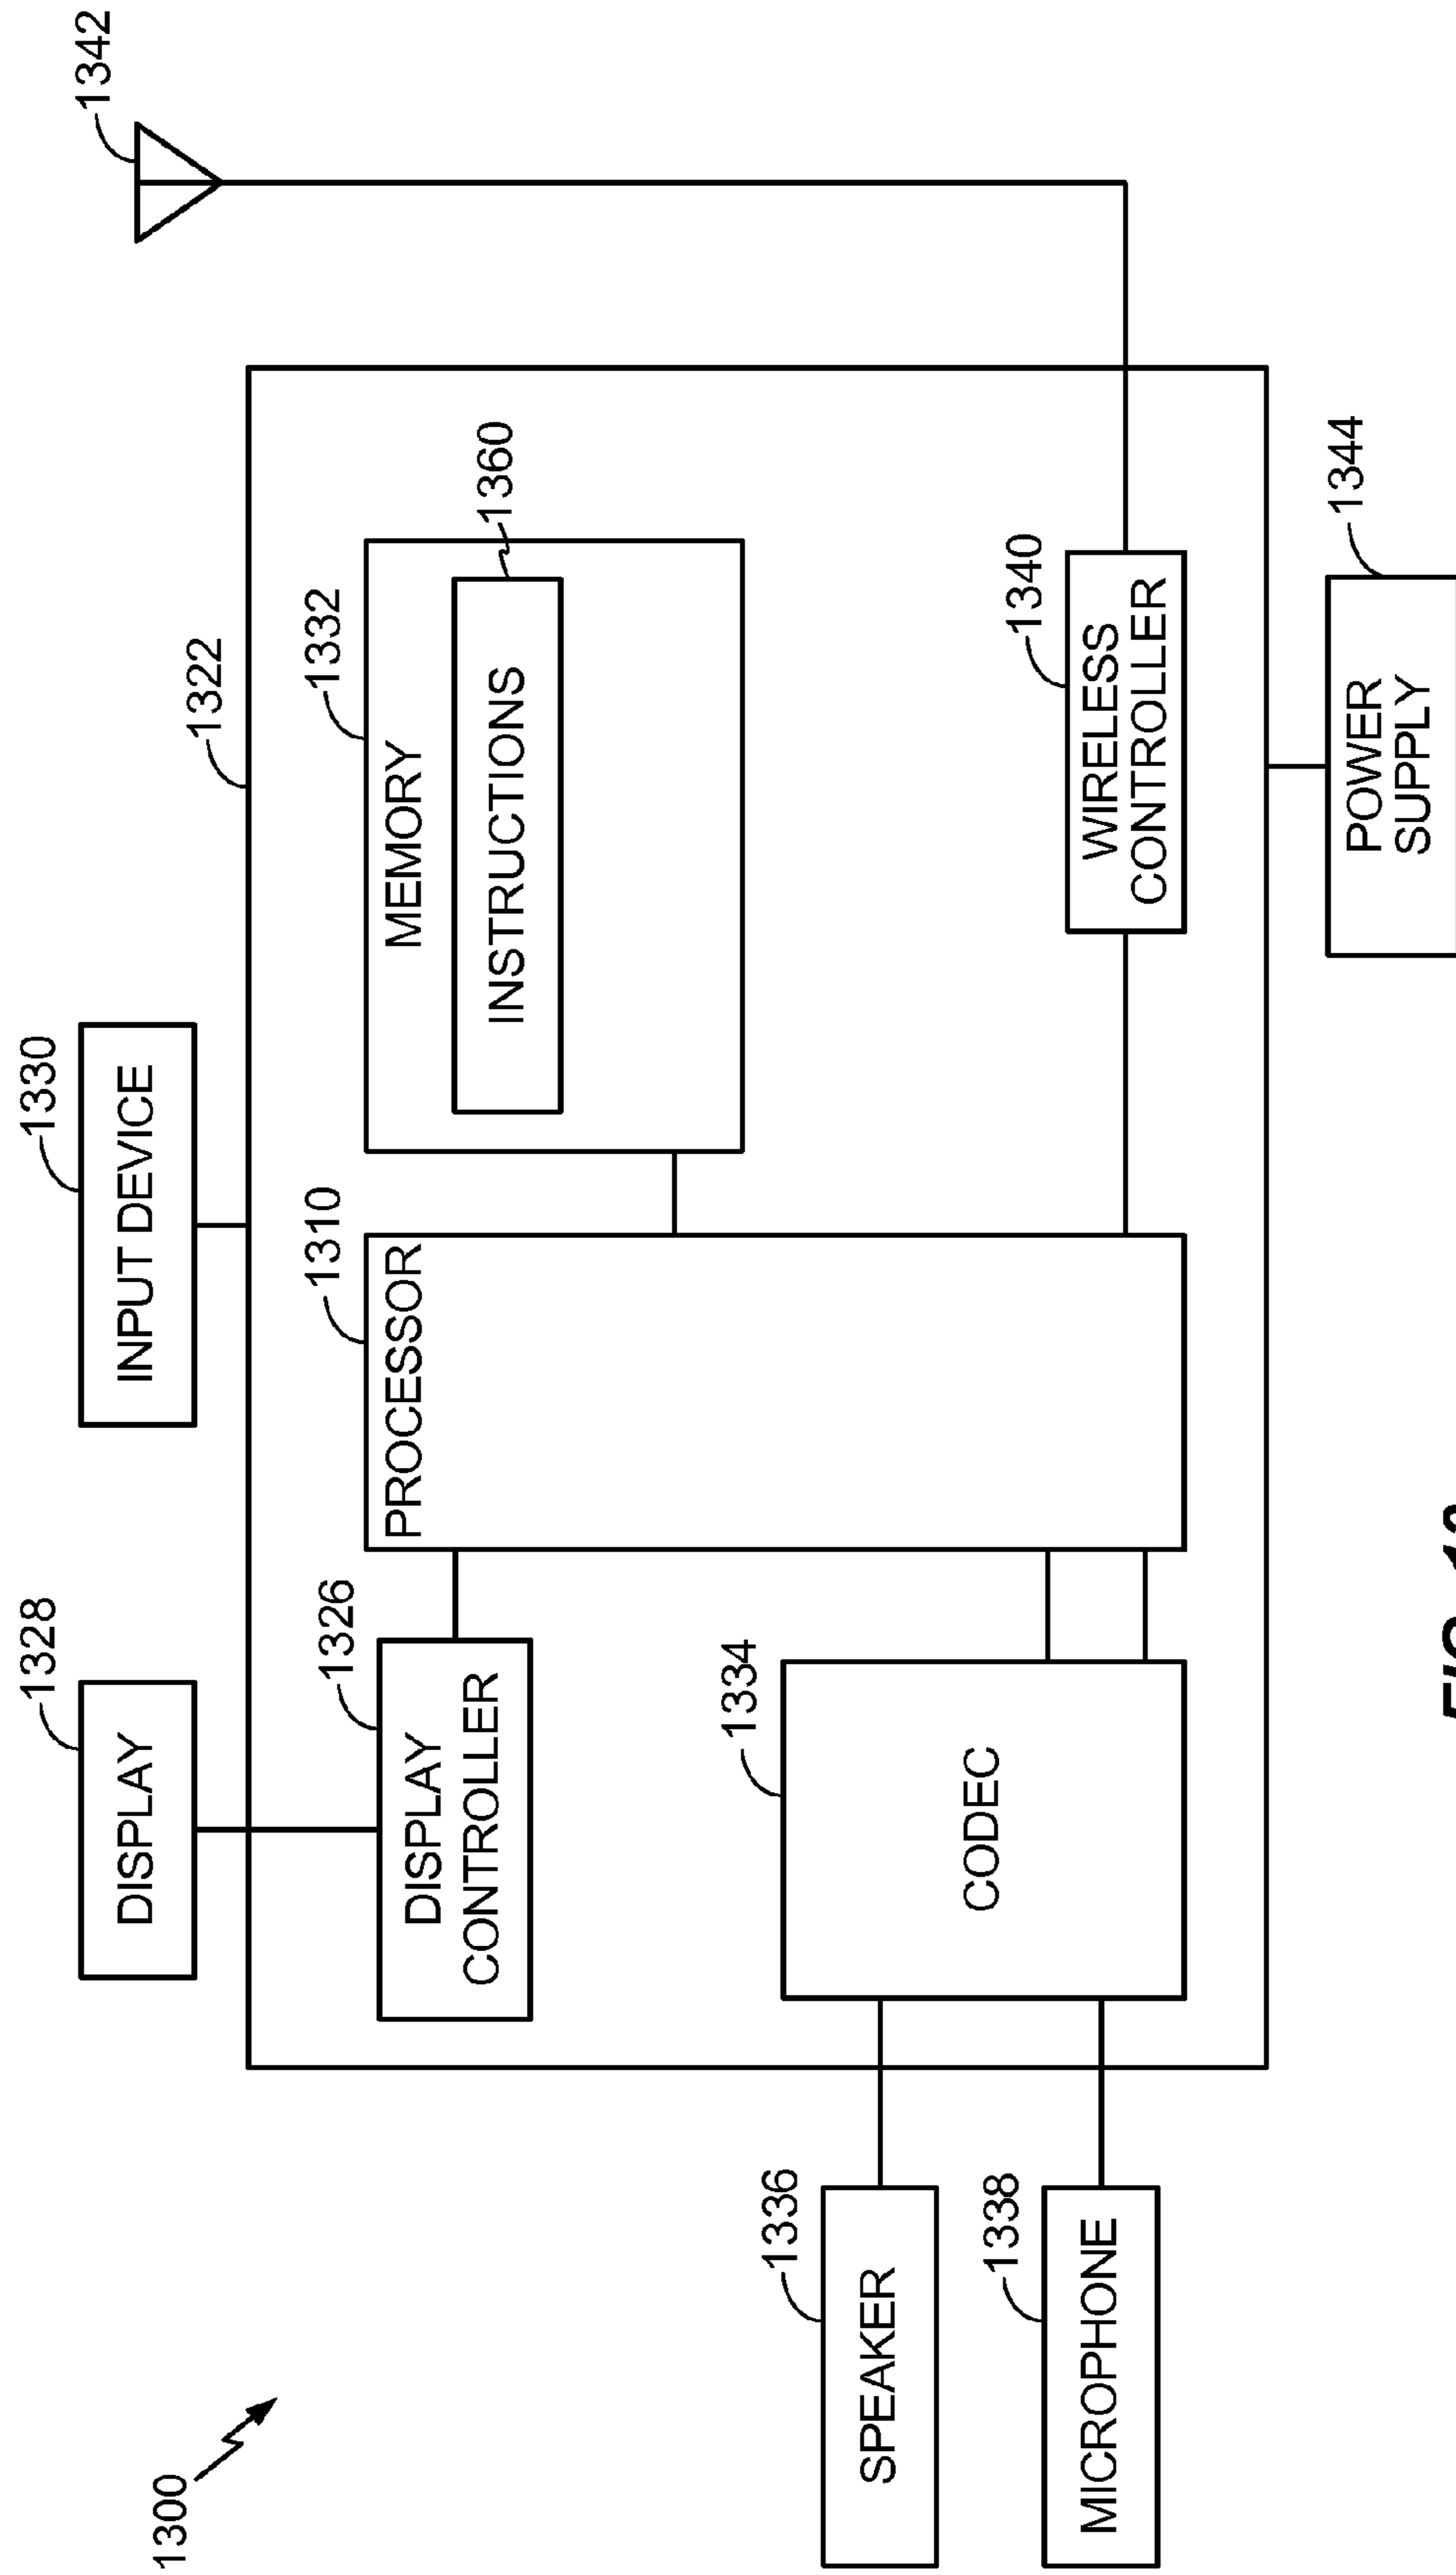 1328
1330
1342
DISPLAY
INPUT DEVICE
1300
1322
1326
1310
1332
DISPLAY
CONTROLLER
PROCESSOR
MEMORY
1360
INSTRUCTIONS
1334
1336
SPEAKER
CODEC
1338
1340
MICROPHONE
WIRELESS
CONTROLLER
1344
POWER
SUPPLY
FIG.